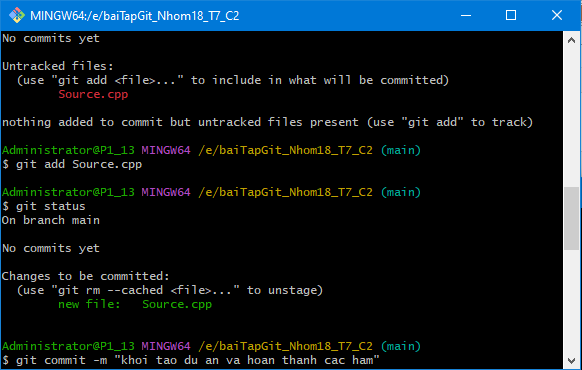 MINGW64:/e/baiTapGit_Nhom18_T7_C2
No commits yet
Untracked files:
(use "git add <file>..." to include in what will be committed)
Source.cpp
nothing added to commit but untracked files present (use "git add" to track)
Administrator@P1_13 MINGW64 /e/baiTapGit_Nhom18_T7_C2 (main)
$ git add Source.cpp
Administrator@P1_13 MINGW64 /e/baiTapGit_Nhom18_T7_C2 (main)
$ git status
On branch main
No commits yet
Changes to be committed:
(use "git rm --cached <file>..." to unstage)
new file:   Source.cpp
Administrator@P1_13 MINGW64 /e/baiTapGit_Nhom18_T7_C2 (main)
$ git commit -m "khoi tao du an va hoan thanh cac ham"